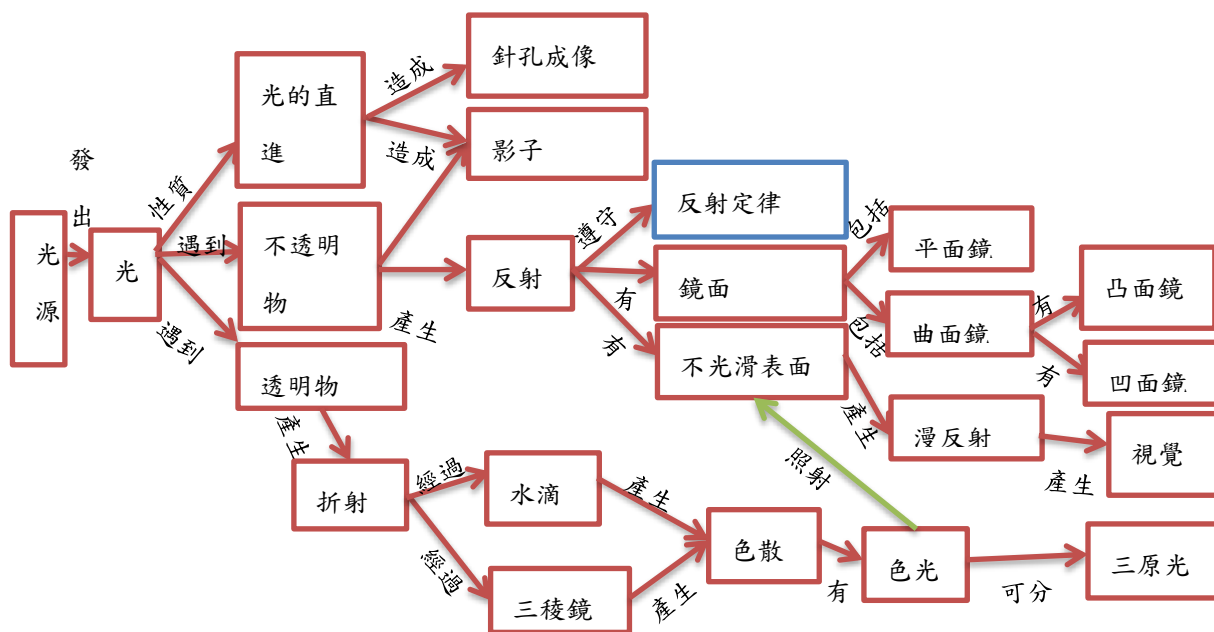 針孔成像
造成
光的直
進
發
出
造成
影子
性質
反射定律
遵守
包括
平面鏡
光
源
光
遇到
不透明
物
反射
鏡面
有
凸面鏡
有
包括
曲面鏡
產生
遇到
有
不光滑表面
有
凹面鏡
透明物
產生
產生
漫反射
視覺
照射
產生
折射
經過
水滴
產生
色散
色光
三原光
經過
三稜鏡
產生
有
可分